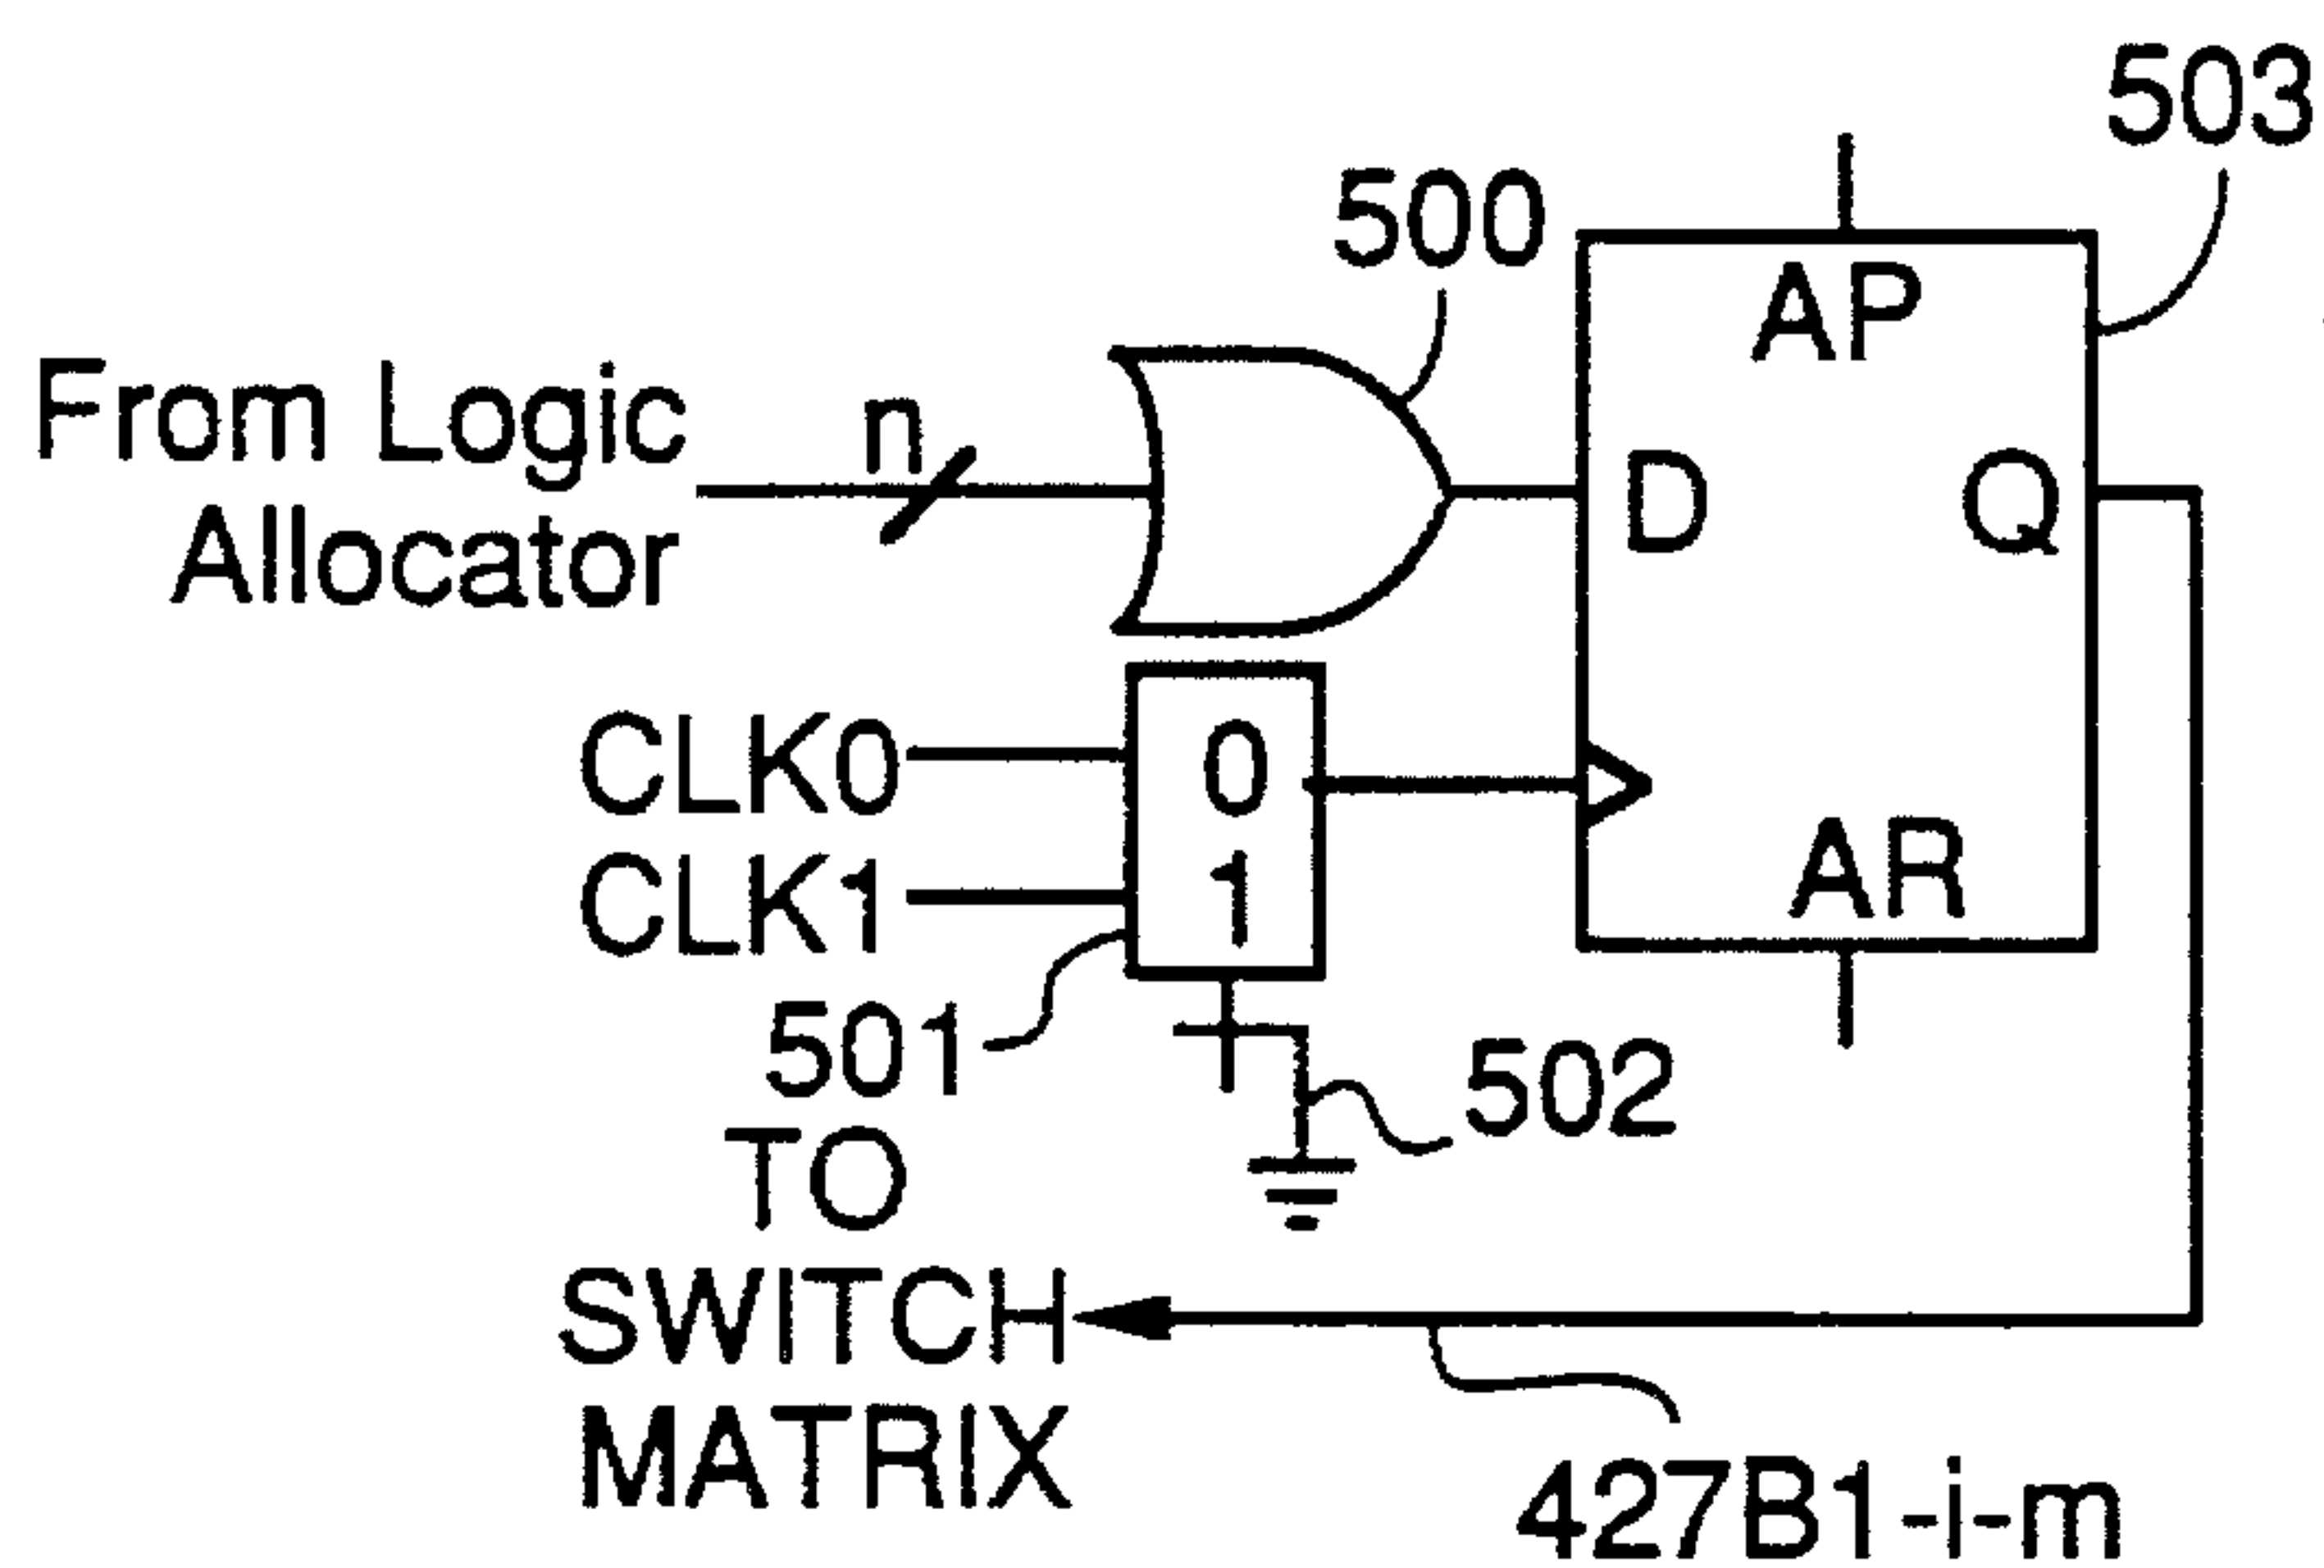 503
500
AP
From Logic
Allocator
n
D
Q
CLK0
0
CLK1
1
AR
501
502
TO
SWITCH
MATRIX
427B1-i-m